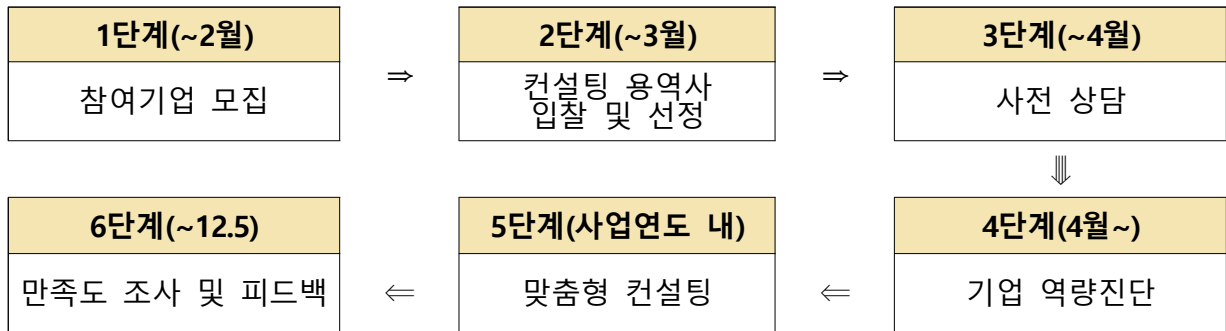 1단계(~2월)
참여기업 모집
⇒
2단계(~3월)
컨설팅 용역사
입찰 및 선정
⇒
3단계(~4월)
사전 상담
⇓
4단계(4월~)
기업 역량진단
⇐
5단계(사업연도 내)
맞춤형 컨설팅
⇐
6단계(~12.5)
만족도 조사 및 피드백